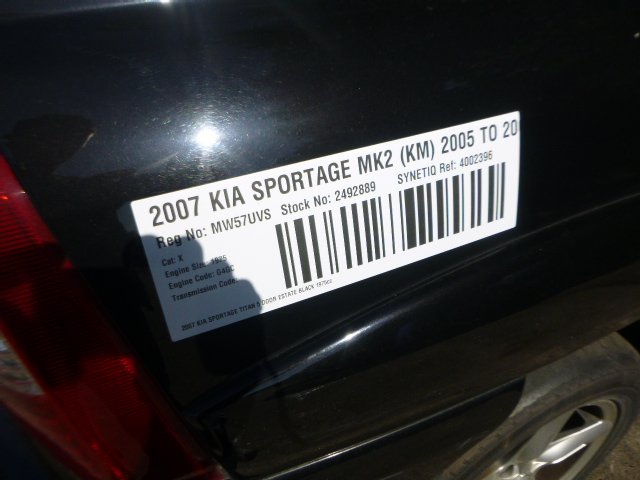 2007 KIA SPORTAGE MK2 (KM) 2005 TO 20
Reg No: MW57UVS Stock No: 2492889 SYNETIQ Ref: 4002396
Cat: X
Engine Size: 1975
Engine Code: G4GC
Transmission Code:
2007 KIA SPORTAGE TITAN 5 DOOR ESTATE BLACK 1975cc